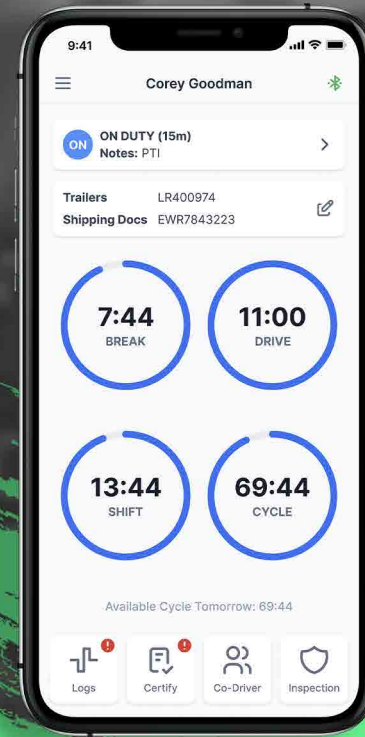 9:41
Corey Goodman
ON
ON DUTY (15m)
Notes: PTI
Trailers LR400974
Shipping Docs EWR7843223
7:44
BREAK
11:00
DRIVE
13:44
SHIFT
69:44
CYCLE
Available Cycle Tomorrow: 69:44
Logs
Certify
Co-Driver
Inspection